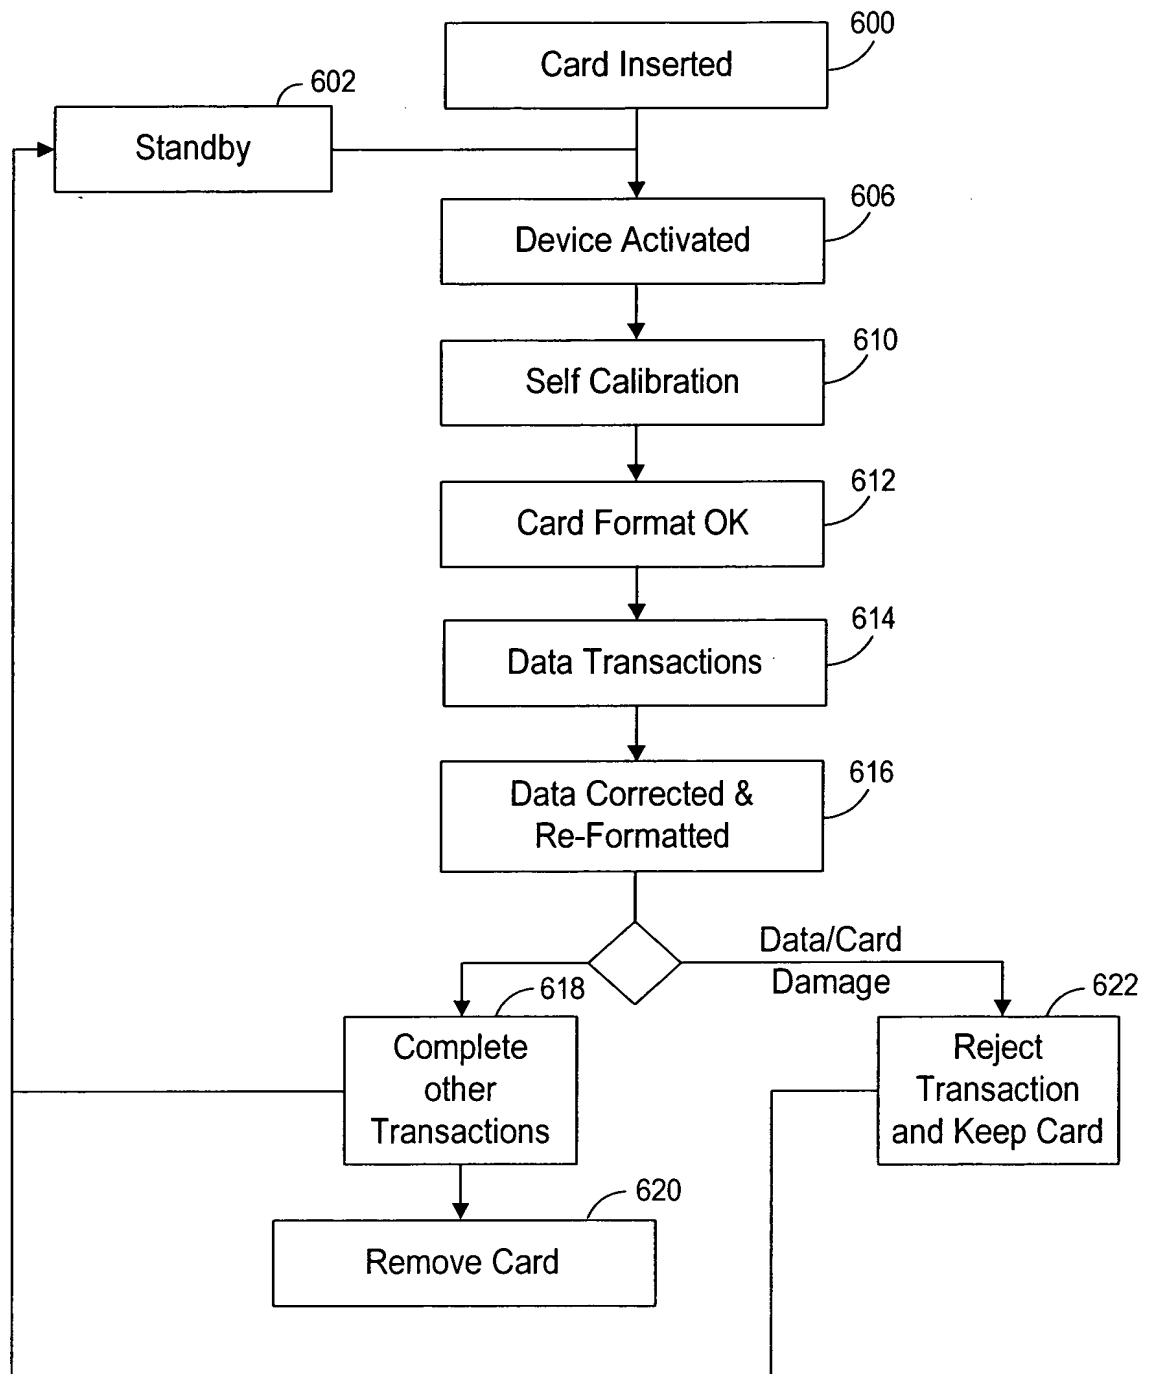 600
Card Inserted
602
Standby
606
Device Activated
610
Self Calibration
612
Card Format OK
614
Data Transactions
616
Data Corrected &
Re-Formatted
Data/Card
Damage
618
Complete
other
Transactions
622
Reject
Transaction
and Keep Card
620
Remove Card